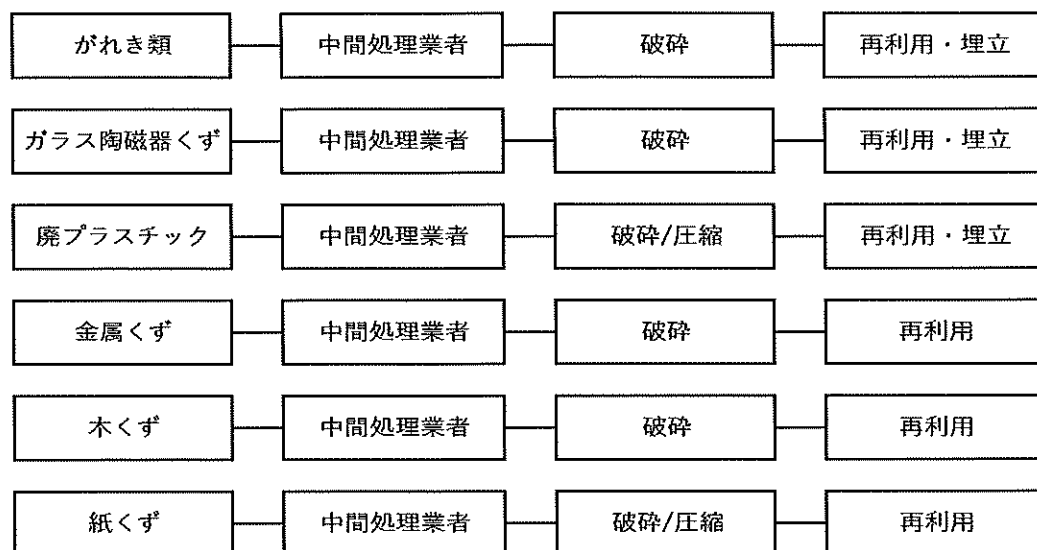 がれき類 中間処理業者 破砕 再利用・埋立
ガラス陶磁器くず 中間処理業者 破砕 再利用・埋立
廃プラスチック 中間処理業者 破砕/圧縮 再利用・埋立
金属くず 中間処理業者 破砕 再利用
木くず 中間処理業者 破砕 再利用
紙くず 中間処理業者 破砕/圧縮 再利用